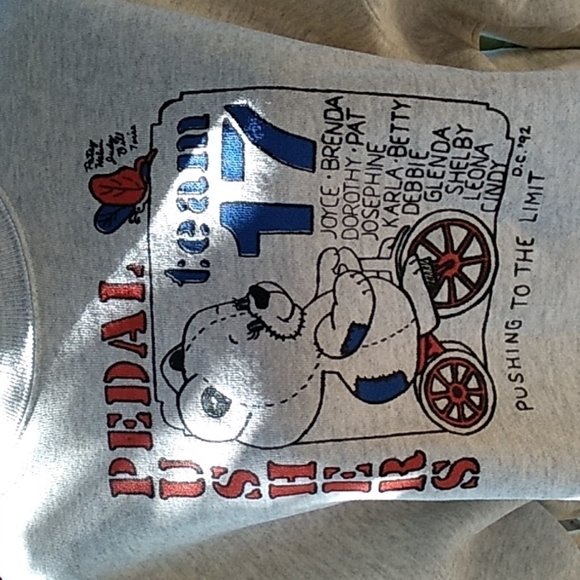 PEDAL
PUSHERS
team
17
JOYCE · BRENDA
DOROTHY · PAT
JOSEPHINE
KARLA · BETTY
DEBBIE
GLENDA
SHELBY
LEONA
CINDY
D.C. '92
PUSHING TO THE LIMIT